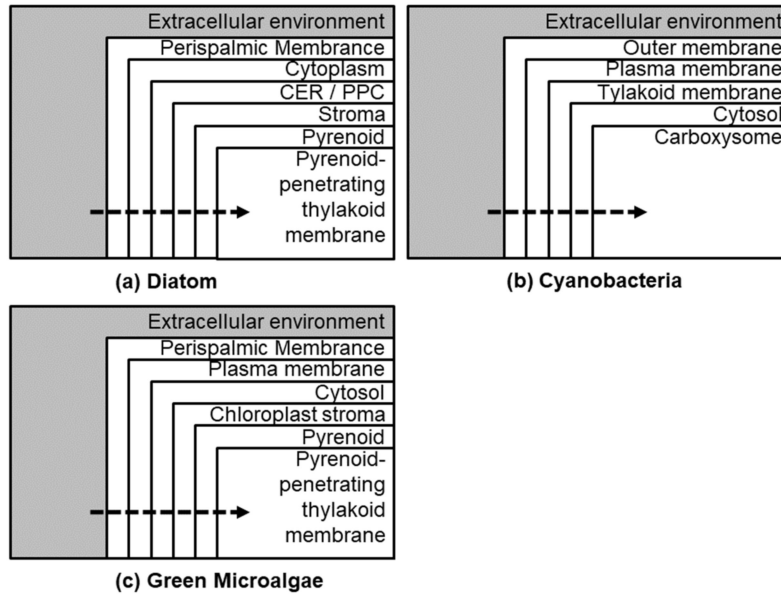 Extracellular environment
Perispalmic Membrance
Cytoplasm
CER / PPC
Stroma
Pyrenoid
Pyrenoid-
penetrating
thylakoid
membrane
(a) Diatom
Extracellular environment
Outer membrane
Plasma membrane
Tylakoid membrane
Cytosol
Carboxysome
(b) Cyanobacteria
Extracellular environment
Perispalmic Membrance
Plasma membrane
Cytosol
Chloroplast stroma
Pyrenoid
Pyrenoid-
penetrating
thylakoid
membrane
(c) Green Microalgae